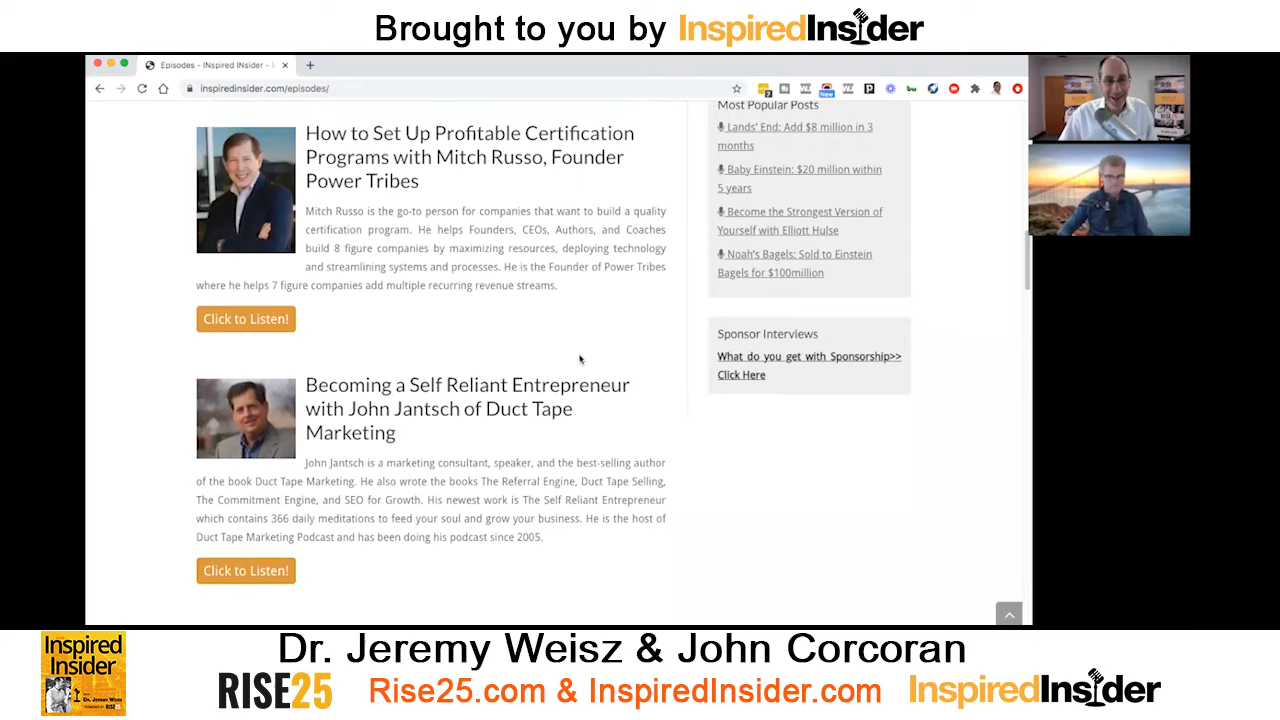 Brought to you by InspiredInsider
Episodes - INspired INsider - I
inspiredinsider.com/episodes/
New
How to Set Up Profitable Certification
Programs with Mitch Russo, Founder
Power Tribes
Mitch Russo is the go-to person for companies that want to build a quality
certification program. He helps Founders, CEOs, Authors, and Coaches
build 8 figure companies by maximizing resources, deploying technology
and streamlining systems and processes. He is the Founder of Power Tribes
where he helps 7 figure companies add multiple recurring revenue streams.
Click to Listen!
Becoming a Self Reliant Entrepreneur
with John Jantsch of Duct Tape
Marketing
John Jantsch is a marketing consultant, speaker, and the best-selling author
of the book Duct Tape Marketing. He also wrote the books The Referral Engine, Duct Tape Selling,
The Commitment Engine, and SEO for Growth. His newest work is The Self Reliant Entrepreneur
which contains 366 daily meditations to feed your soul and grow your business. He is the host of
Duct Tape Marketing Podcast and has been doing his podcast since 2005.
Click to Listen!
Most Popular Posts
Lands' End: Add $8 million in 3
months
Baby Einstein: $20 million within
5 years
Become the Strongest Version of
Yourself with Elliott Hulse
Noah's Bagels: Sold to Einstein
Bagels for $100million
Sponsor Interviews
What do you get with Sponsorship>>
Click Here
Inspired
Insider
Dr. Jeremy Weisz
Dr. Jeremy Weisz & John Corcoran
RISE25 Rise25.com & InspiredInsider.com InspiredInsider